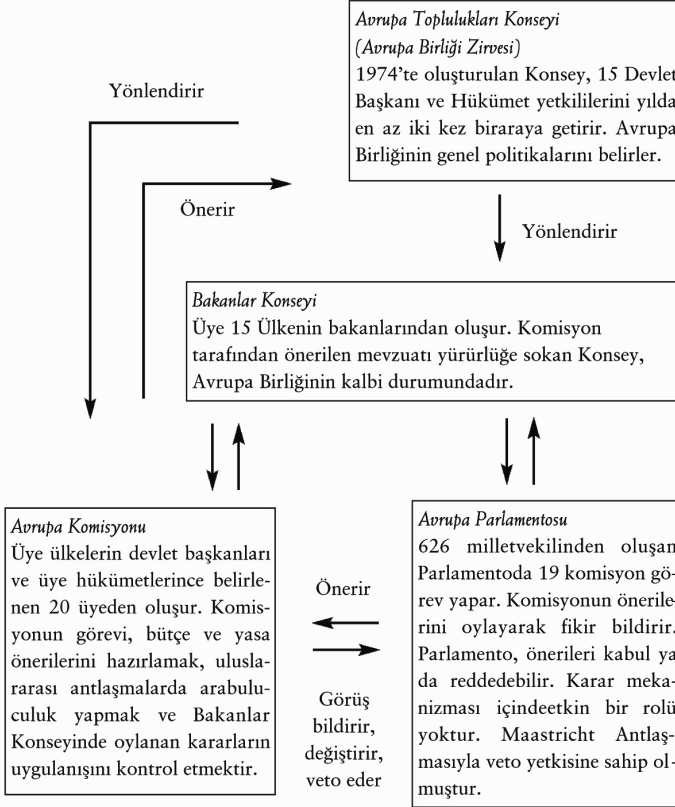 Avrupa Toplulukları Konseyi
(Avrupa Birliği Zirvesi)
1974'te oluşturulan Konsey, 15 Devlet
Başkanı ve Hükümet yetkililerini yılda
en az iki kez biraraya getirir. Avrupa
Birliğinin genel politikalarını belirler.
Yönlendirir
Önerir
Yönlendirir
Bakanlar Konseyi
Üye 15 Ülkenin bakanlarından oluşur. Komisyon
tarafından önerilen mevzuatı yürürlüğe sokan Konsey,
Avrupa Birliğinin kalbi durumundadır.
Avrupa Komisyonu
Üye ülkelerin devlet başkanları
ve üye hükümetlerince belirle-
nen 20 üyeden oluşur. Komis-
yonun görevi, bütçe ve yasa
önerilerini hazırlamak, ulusla-
rarası antlaşmalarda arabulu-
culuk yapmak ve Bakanlar
Konseyinde oylanan kararların
uygulanışını kontrol etmektir.
Önerir
Görüş
bildirir,
değiştirir,
veto eder
Avrupa Parlamentosu
626 milletvekilinden oluşan
Parlamentoda 19 komisyon gö-
rev yapar. Komisyonun önerile-
rini oylayarak fikir bildirir.
Parlamento, önerileri kabul ya
da reddedebilir. Karar meka-
nizması içindeetkin bir rolü
yoktur. Maastricht Antlaş-
masıyla veto yetkisine sahip ol-
muştur.